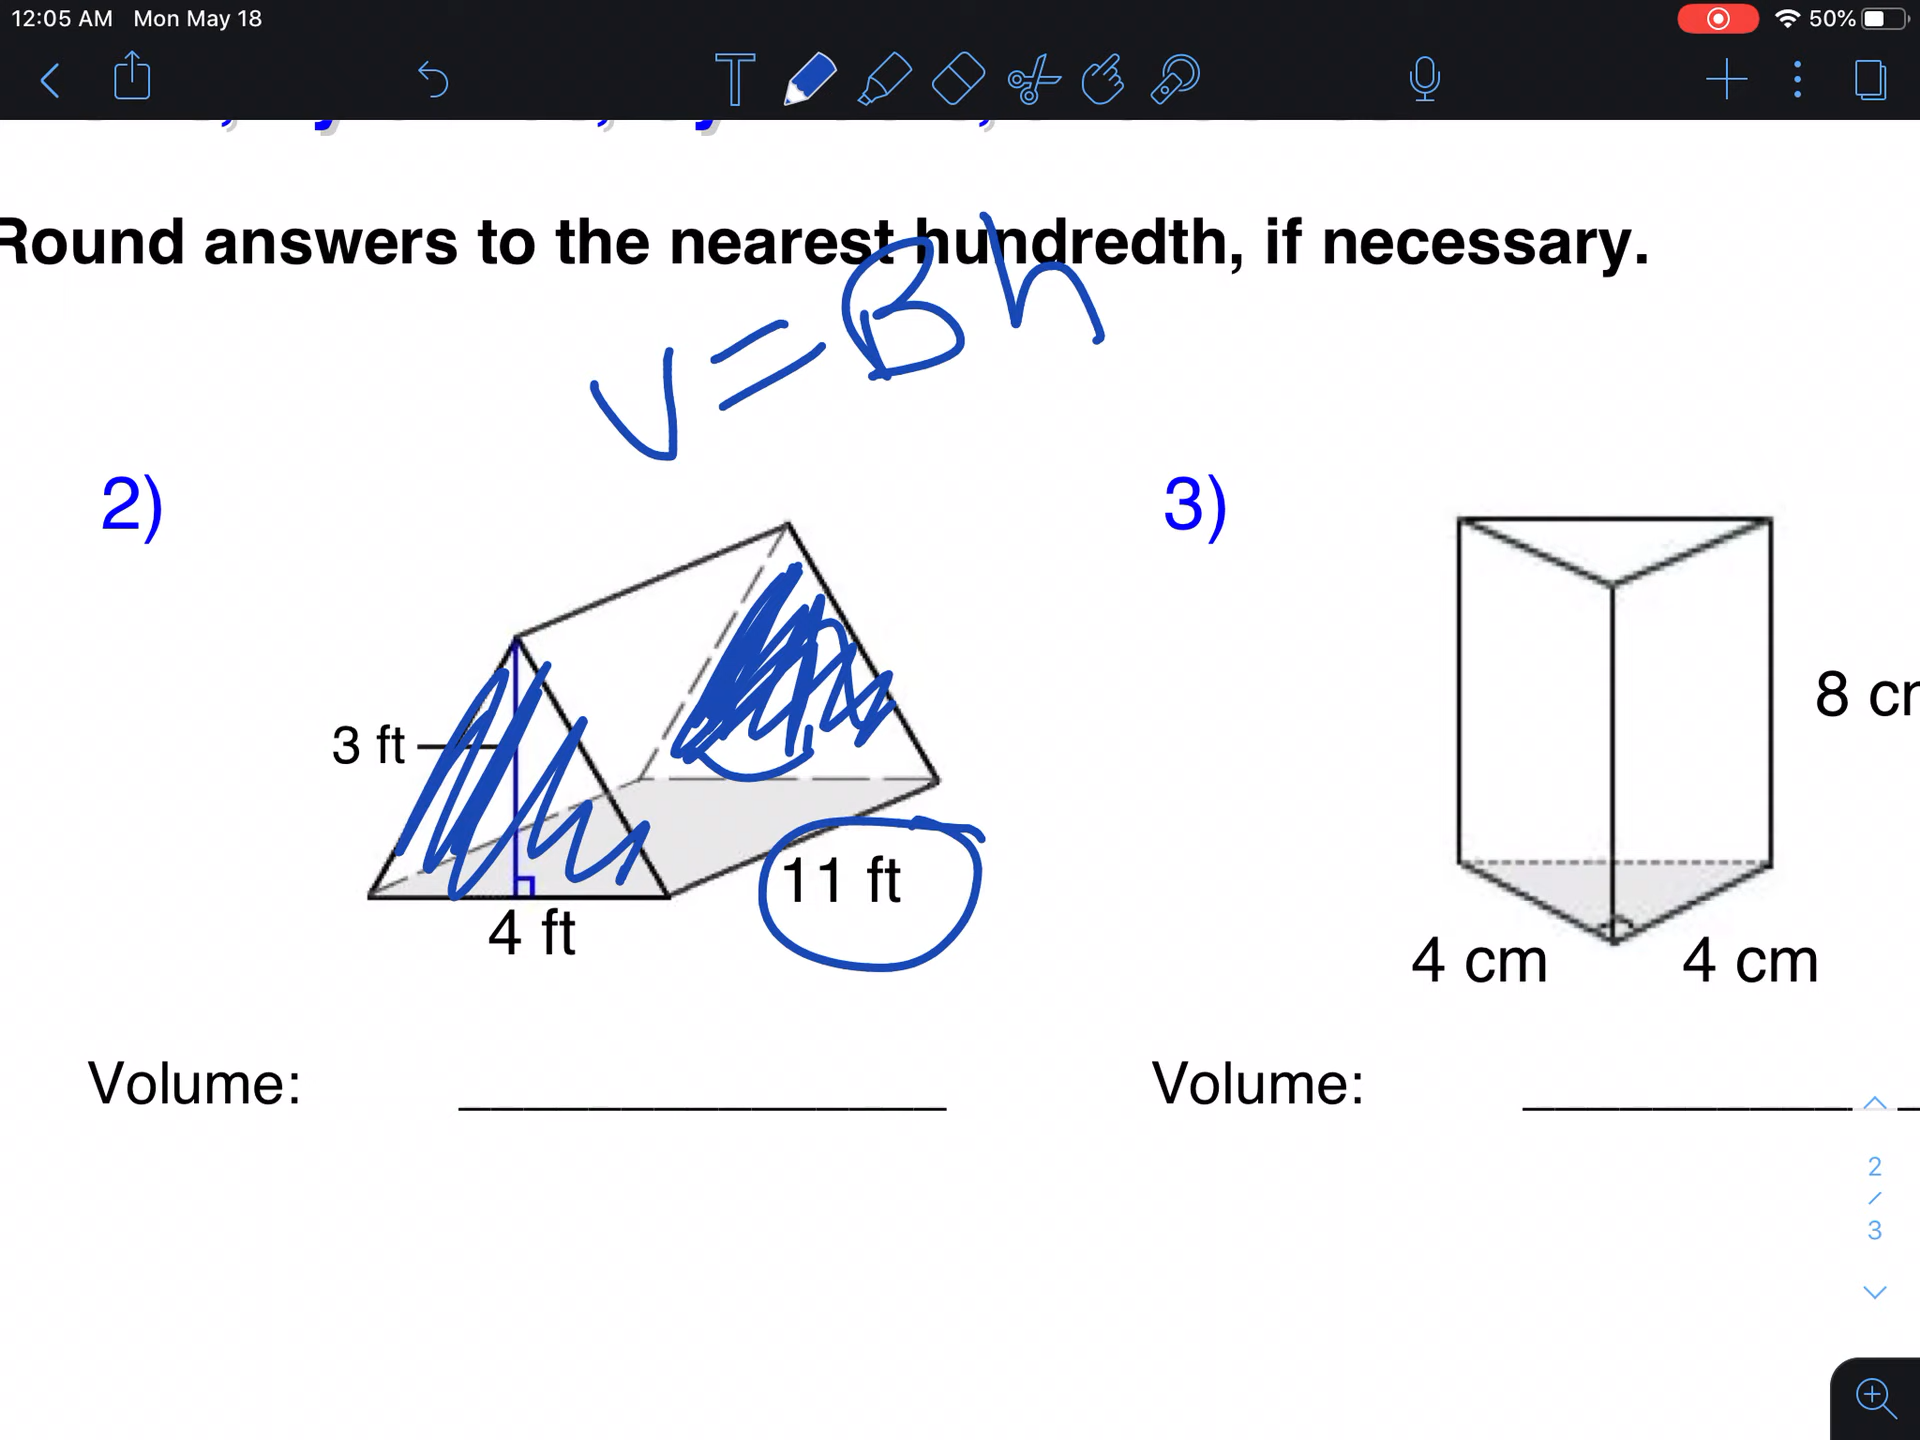 12:05 AM Mon May 18
50%
T
Round answers to the nearest hundredth, if necessary.
V = Bh
2)
3)
3 ft
8 c
11 ft
4 ft
4 cm
4 cm
Volume:
Volume:
2
/
3